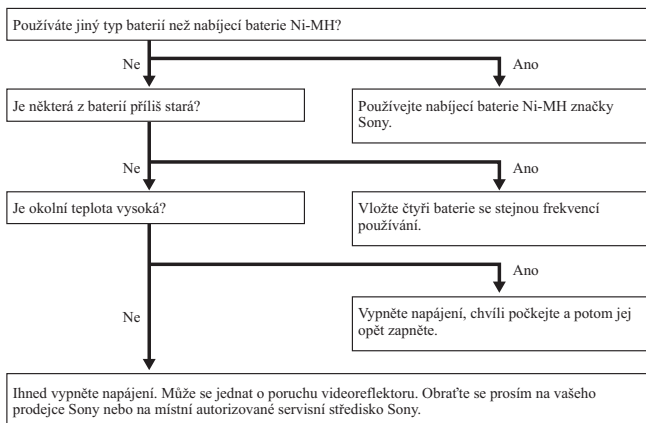 Používáte jiný typ baterií než nabíjecí baterie Ni-MH?
Ne
Ano
Je některá z baterií příliš stará?
Používejte nabíjecí baterie Ni-MH značky
Sony.
Ne
Ano
Je okolní teplota vysoká?
Vložte čtyři baterie se stejnou frekvencí
používání.
Ano
Ne
Vypněte napájení, chvíli počkejte a potom jej
opět zapněte.
Ihned vypněte napájení. Může se jednat o poruchu videoreflektoru. Obraťte se prosím na vašeho
prodejce Sony nebo na místní autorizované servisní středisko Sony.